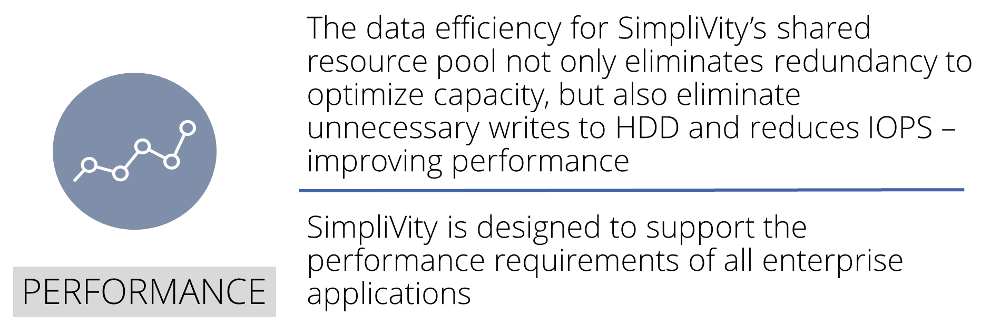 The data efficiency for SimpliVity’s shared
resource pool not only eliminates redundancy to
optimize capacity, but also eliminate
unnecessary writes to HDD and reduces IOPS –
improving performance
SimpliVity is designed to support the
performance requirements of all enterprise
applications
PERFORMANCE